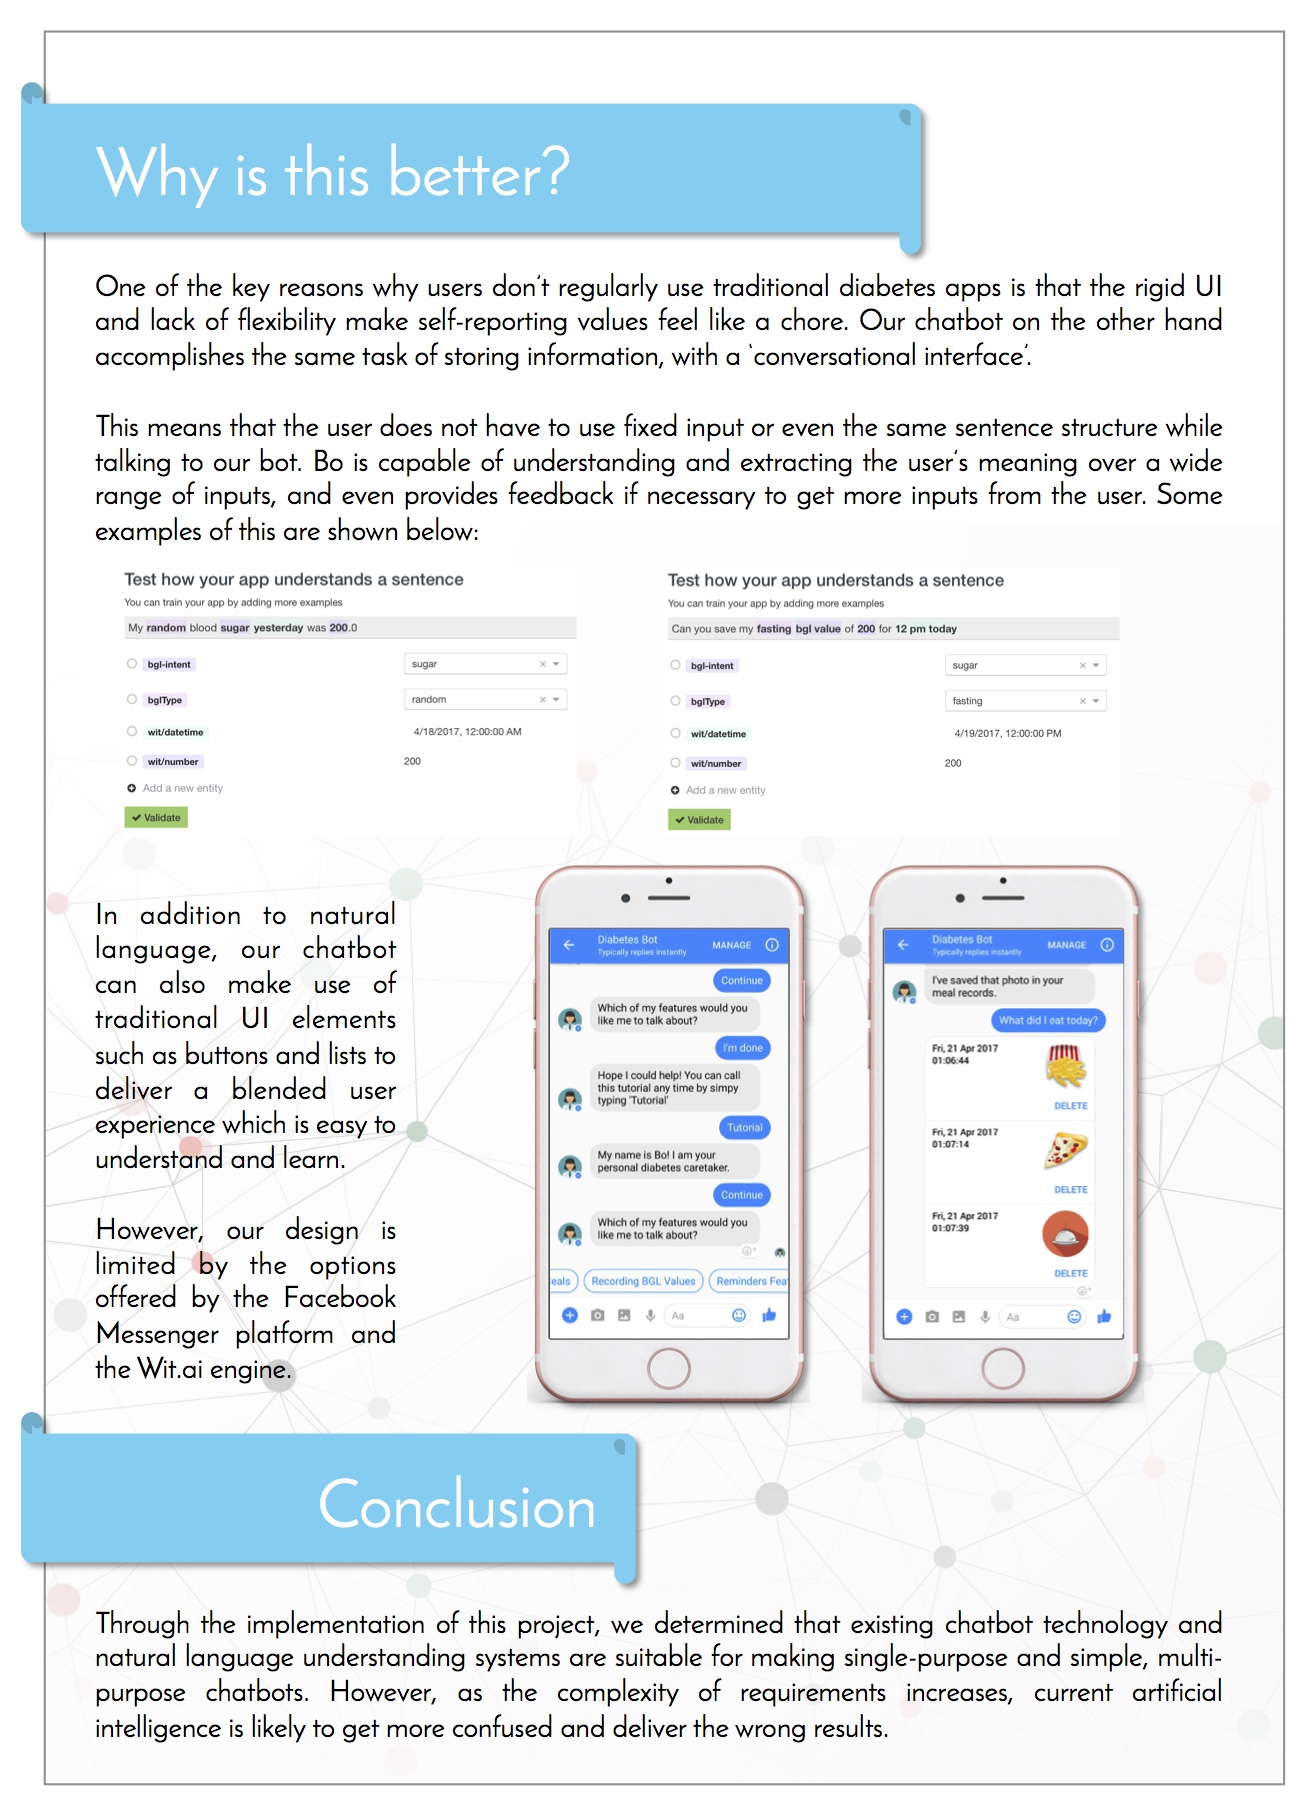 Why is this better?
One of the key reasons why users don't regularly use traditional diabetes apps is that the rigid UI
and lack of flexibility make self-reporting values feel like a chore. Our chatbot on the other hand
accomplishes the same task of storing information, with a 'conversational interface'.
This means that the user does not have to use fixed input or even the same sentence structure while
talking to our bot. Bo is capable of understanding and extracting the user's meaning over a wide
range of inputs, and even provides feedback if necessary to get more inputs from the user. Some
examples of this are shown below:
Test how your app understands a sentence
You can train your app by adding more examples
My random blood sugar yesterday was 200.0
bgl-intent sugar
bglType random
wit/datetime 4/18/2017, 12:00:00 AM
wit/number 200
Add a new entity
Validate
Test how your app understands a sentence
You can train your app by adding more examples
Can you save my fasting bgl value of 200 for 12 pm today
bgl-intent sugar
bglType fasting
wit/datetime 4/19/2017, 12:00:00 PM
wit/number 200
Add a new entity
Validate
In addition to natural
language, our chatbot
can also make use of
traditional UI elements
such as buttons and lists to
deliver a blended user
experience which is easy to
understand and learn.
However, our design is
limited by the options
offered by the Facebook
Messenger platform and
the Wit.ai engine.
Diabetes Bot
Typically replies instantly
MANAGE
Continue
Which of my features would you
like me to talk about?
I'm done
Hope I could help! You can call
this tutorial any time by simpy
typing 'Tutorial'
Tutorial
My name is Bo! I am your
personal diabetes caretaker.
Continue
Which of my features would you
like me to talk about?
eals Recording BGL Values Reminders Fea
Aa
Diabetes Bot
Typically replies instantly
MANAGE
I've saved that photo in your
meal records.
What did I eat today?
Fri, 21 Apr 2017
01:06:44
DELETE
Fri, 21 Apr 2017
01:07:14
DELETE
Fri, 21 Apr 2017
01:07:39
DELETE
Aa
Conclusion
Through the implementation of this project, we determined that existing chatbot technology and
natural language understanding systems are suitable for making single-purpose and simple, multi-
purpose chatbots. However, as the complexity of requirements increases, current artificial
intelligence is likely to get more confused and deliver the wrong results.